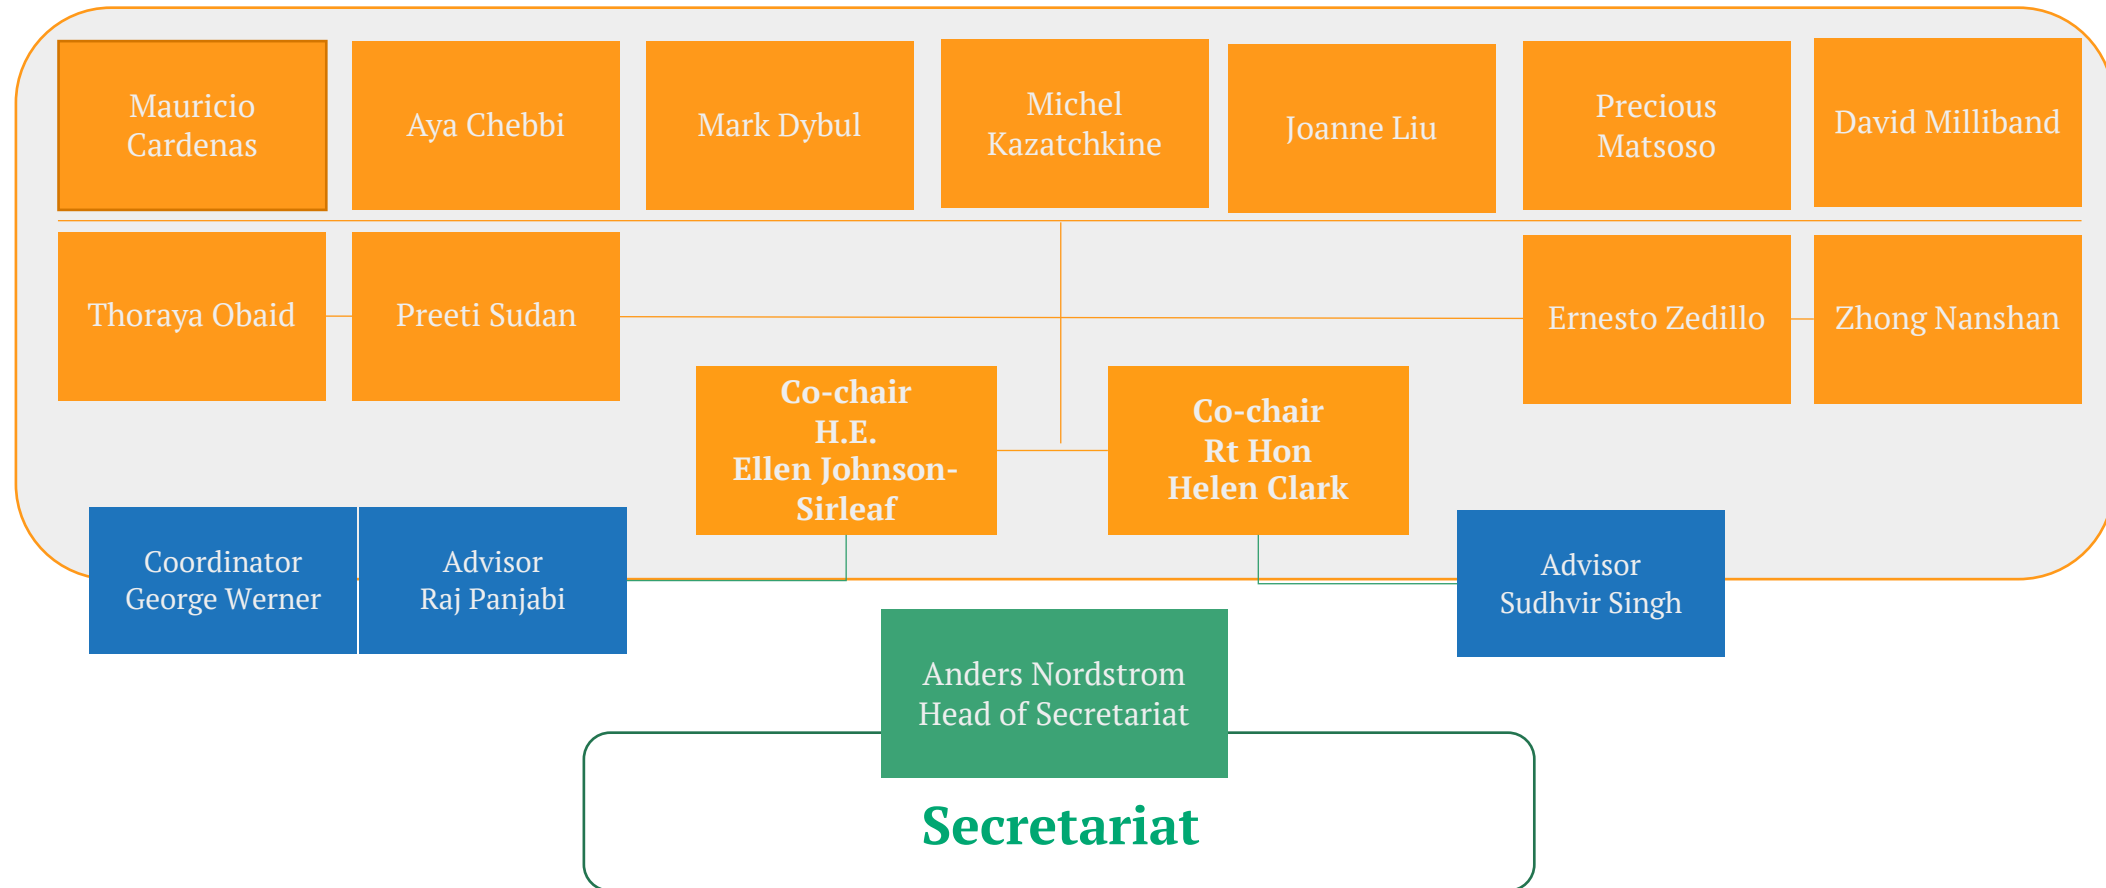 Mauricio
Cardenas
Aya Chebbi
Mark Dybul
Michel
Kazatchkine
Joanne Liu
Precious
Matsoso
David Milliband
Thoraya Obaid
Preeti Sudan
Ernesto Zedillo
Zhong Nanshan
Co-chair
H.E.
Ellen Johnson-
Sirleaf
Co-chair
Rt Hon
Helen Clark
Coordinator
George Werner
Advisor
Raj Panjabi
Advisor
Sudhvir Singh
Anders Nordstrom
Head of Secretariat
Secretariat